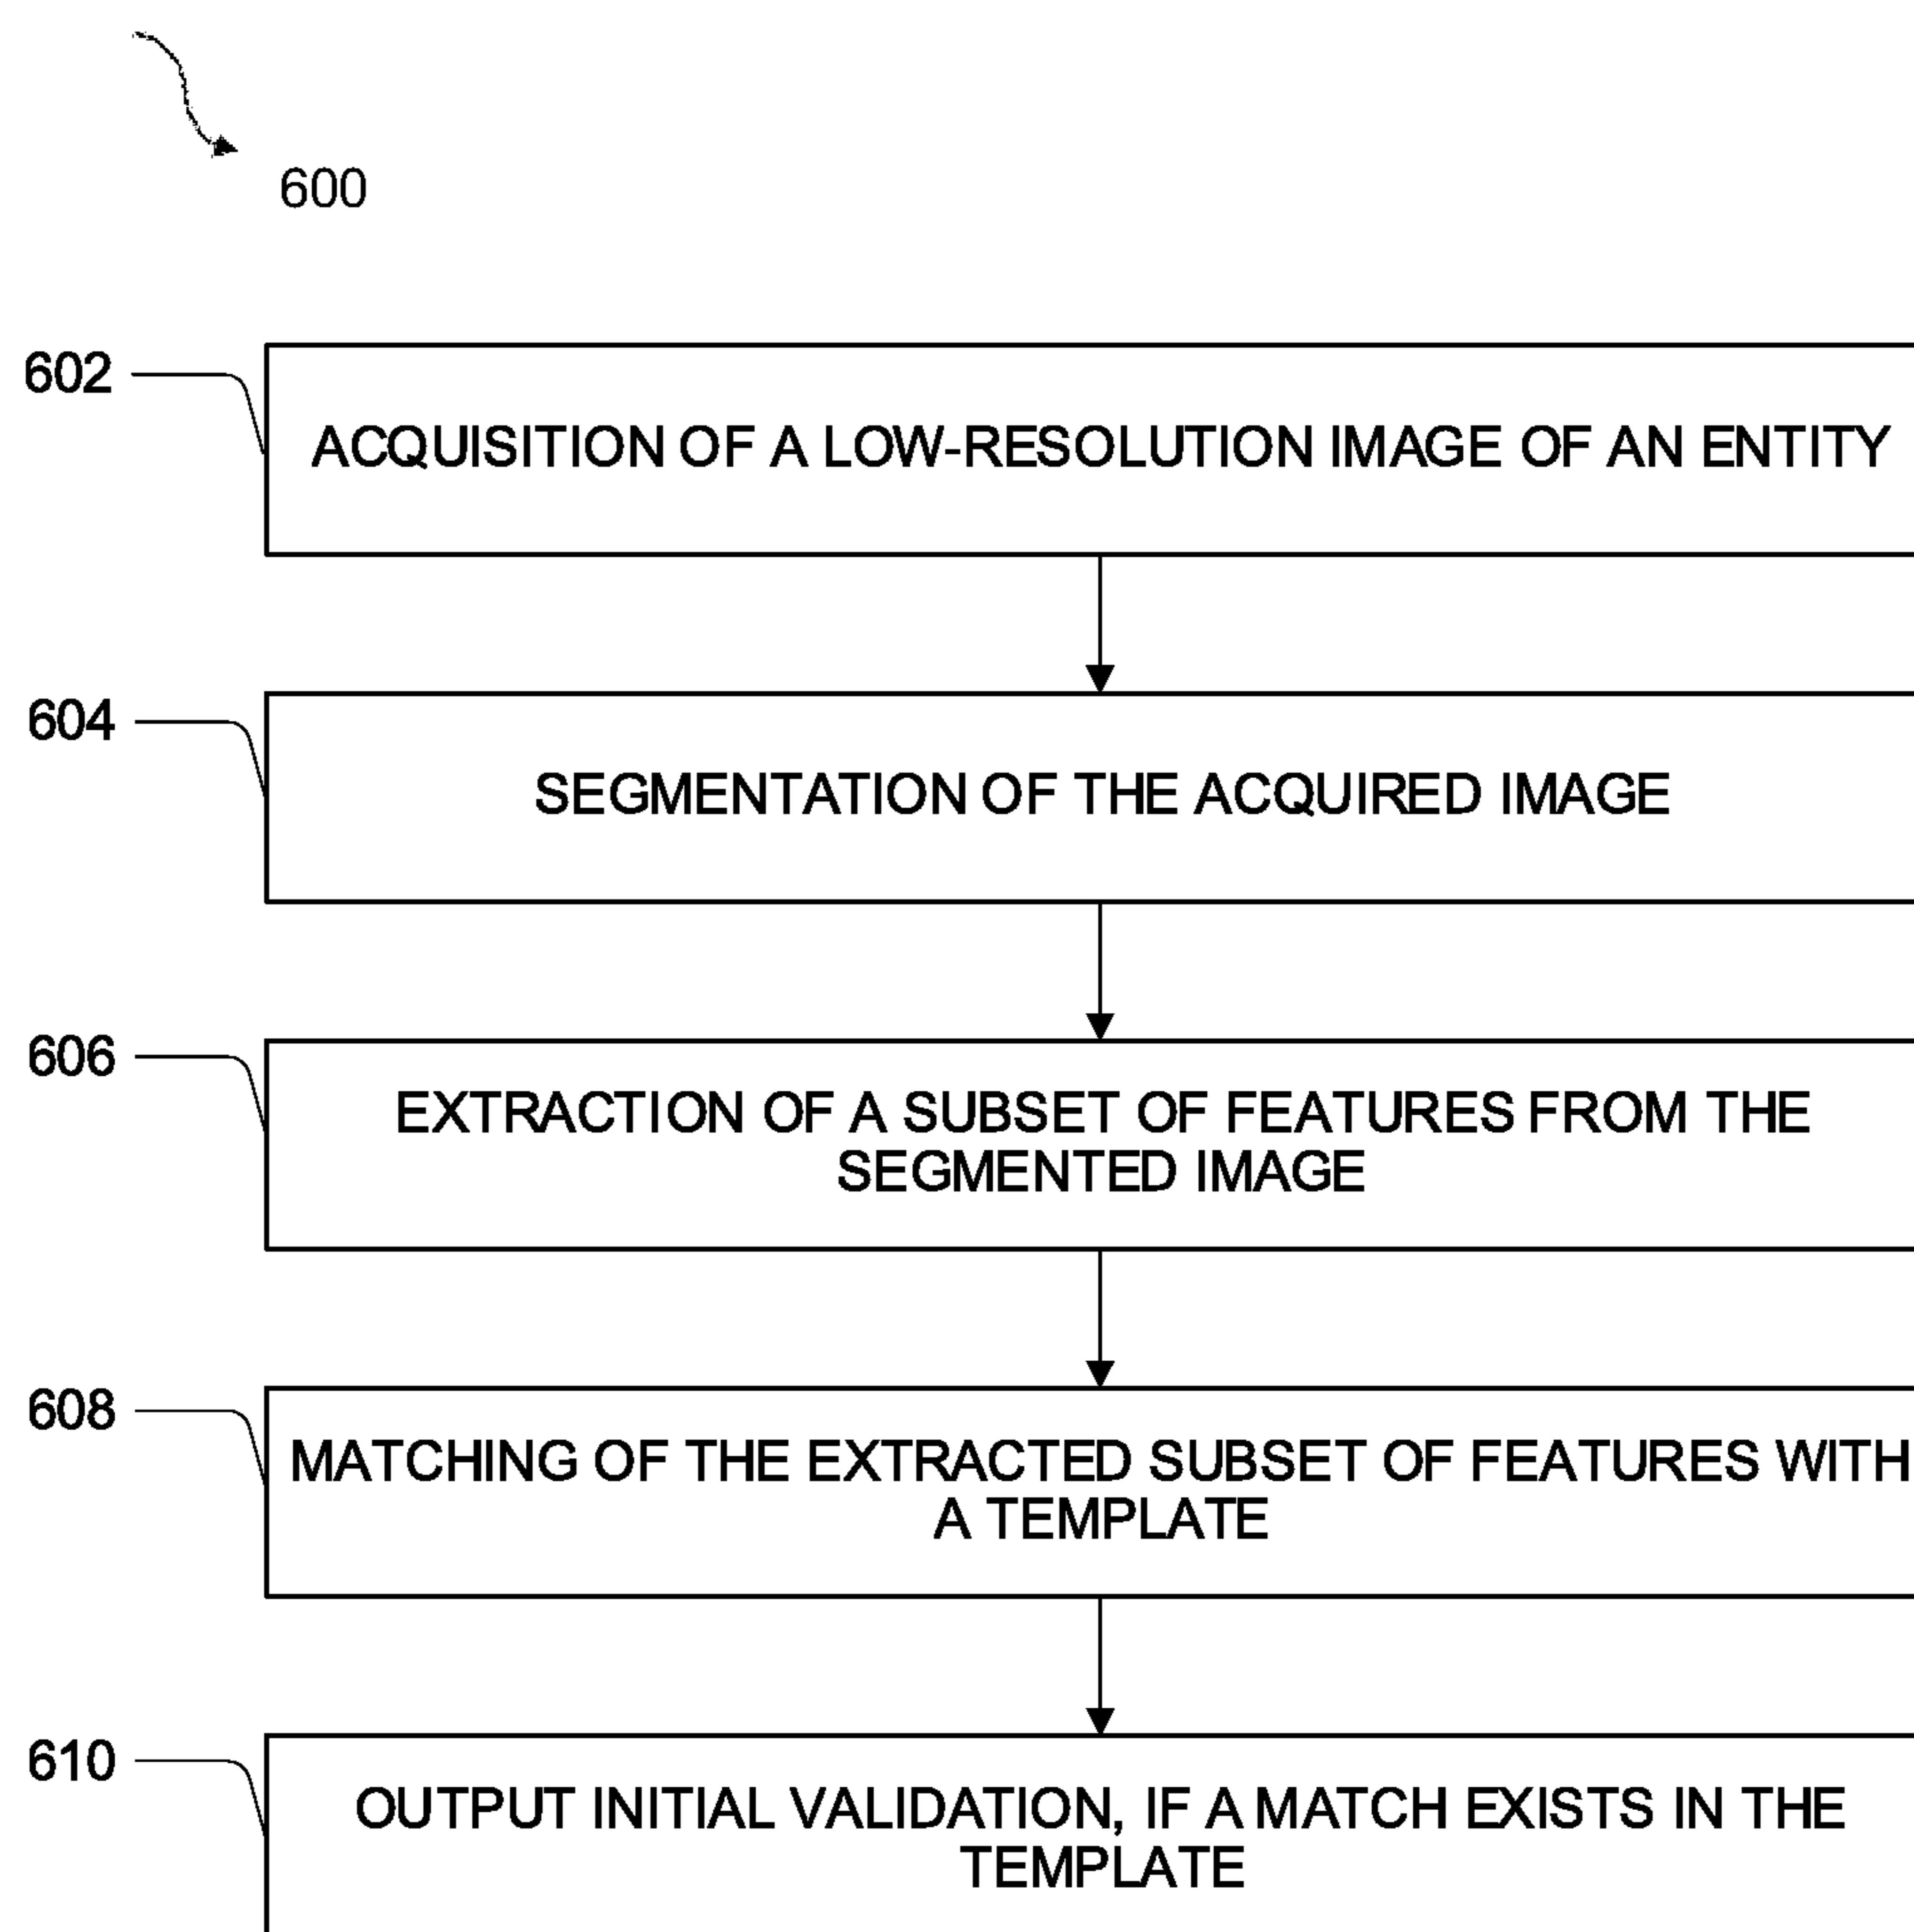 600
602
ACQUISITION OF A LOW-RESOLUTION IMAGE OF AN ENTITY
604
SEGMENTATION OF THE ACQUIRED IMAGE
606
EXTRACTION OF A SUBSET OF FEATURES FROM THE
SEGMENTED IMAGE
608
MATCHING OF THE EXTRACTED SUBSET OF FEATURES WITH
A TEMPLATE
610
OUTPUT INITIAL VALIDATION, IF A MATCH EXISTS IN THE
TEMPLATE